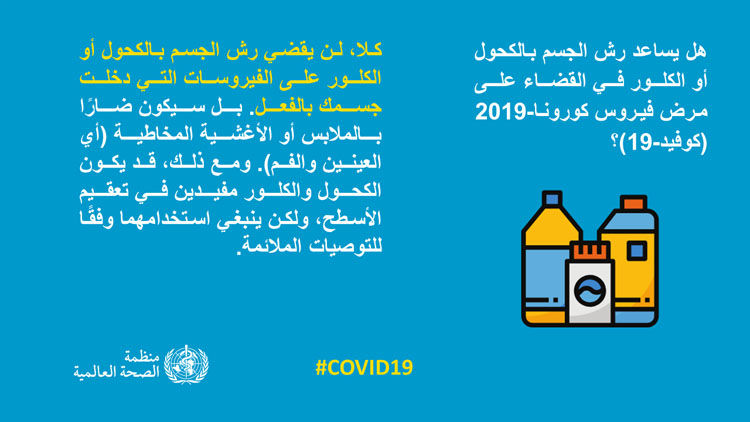 هل يساعد رش الجسم بالكحول
أو الكلور في القضاء على
مرض فيروس كورونا-2019
(كوفيد-19)؟
كلا، لن يقضي رش الجسم بالكحول أو
الكلور على الفيروسات التي دخلت
جسمك بالفعل. بل سيكون ضارًا
بالملابس أو الأغشية المخاطية (أي
العينين والفم). ومع ذلك، قد يكون
الكحول والكلور مفيدين في تعقيم
الأسطح، ولكن ينبغي استخدامهما وفقًا
للتوصيات الملائمة.
#COVID19
منظمة
الصحة العالمية